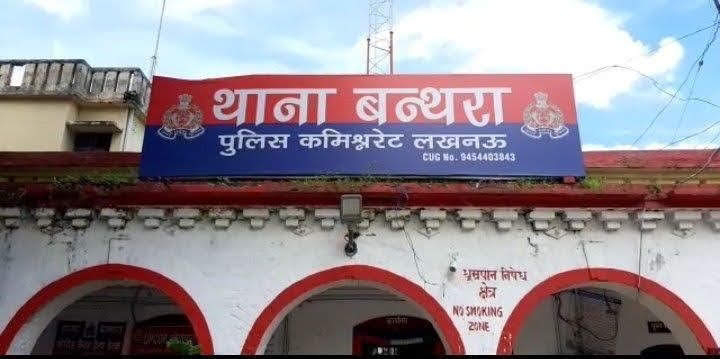 थाना बन्थरा
पुलिस कमिश्नरेट लखनऊ
CUG No. 9454403843
धूम्रपान निषेध
क्षेत्र
NO SMOKING
ZONE